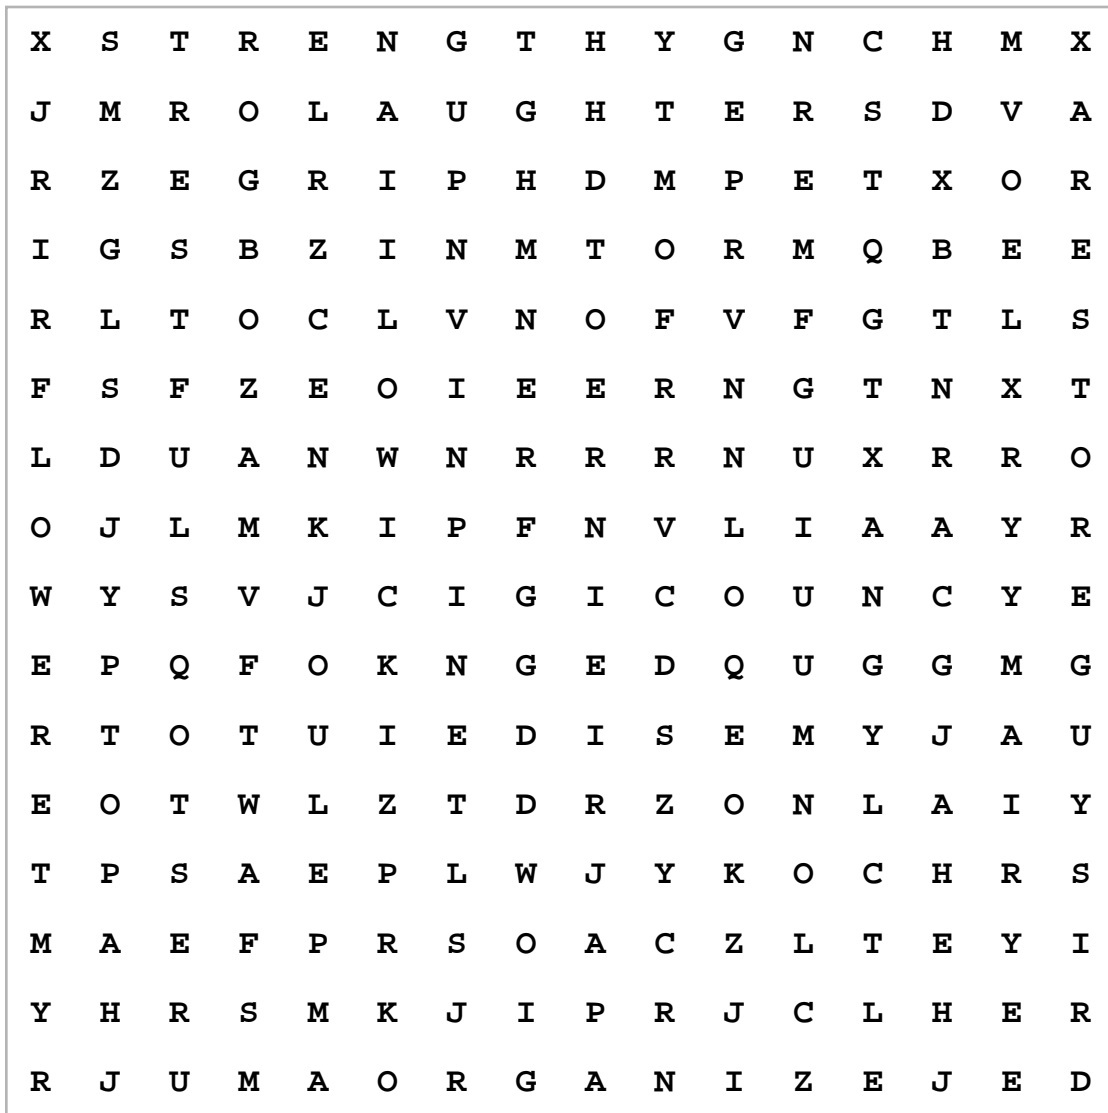 X S T R E N G T H Y G N C H M X
J M R O L A U G H T E R S D V A
R Z E G R I P H D M P E T X O R
I G S B Z I N M T O R M Q B E E
R L T O C L V N O F V F G T L S
F S F Z E O I E E R N G T N X T
L D U A N W N R R R N U X R R O
O J L M K I P F N V L I A A Y R
W Y S V J C I G I C O U N C Y E
E P Q F O K N G E D Q U G G M G
R T O T U I E D I S E M Y J A U
E O T W L Z T D R Z O N L A I Y
T P S A E P L W J Y K O C H R S
M A E F P R S O A C Z L T E Y I
Y H R S M K J I P R J C L H E R
R J U M A O R G A N I Z E J E D